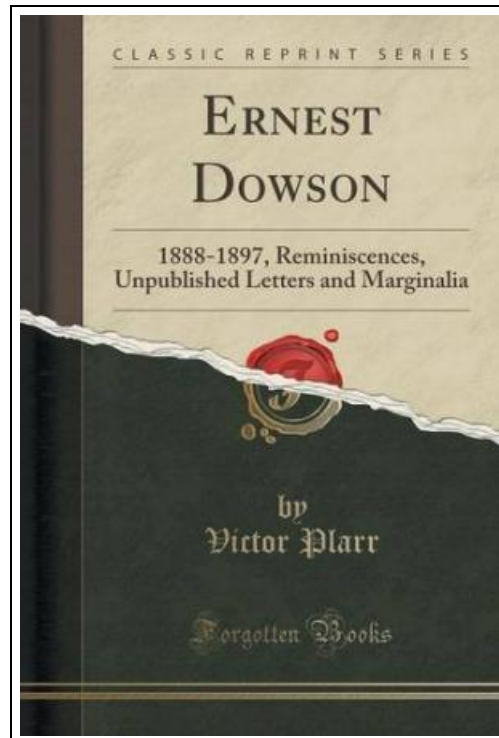 CLASSIC REPRINT SERIES
ERNEST
DOWSON
1888-1897, Reminiscences,
Unpublished Letters and Marginalia
by
Victor Plarr
Forgotten Books